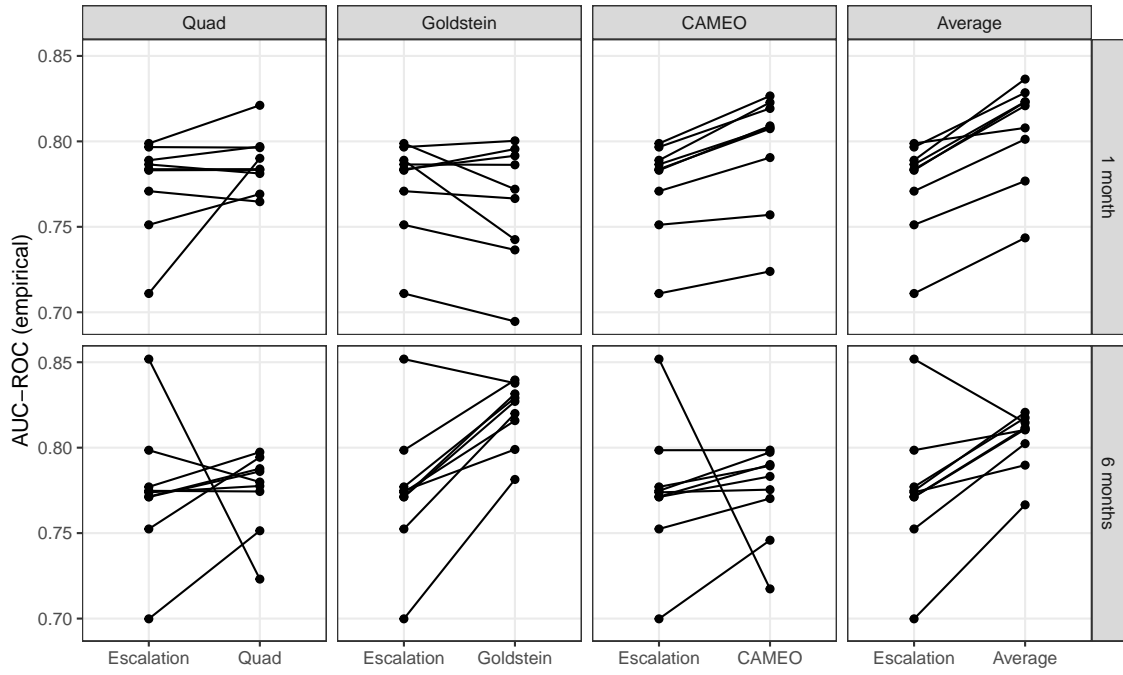 Quad Goldstein CAMEO Average
AUC−ROC (empirical)
0.85
0.80
0.75
0.70
1 month
0.85
0.80
0.75
0.70
6 months
Escalation Quad Escalation Goldstein Escalation CAMEO Escalation Average